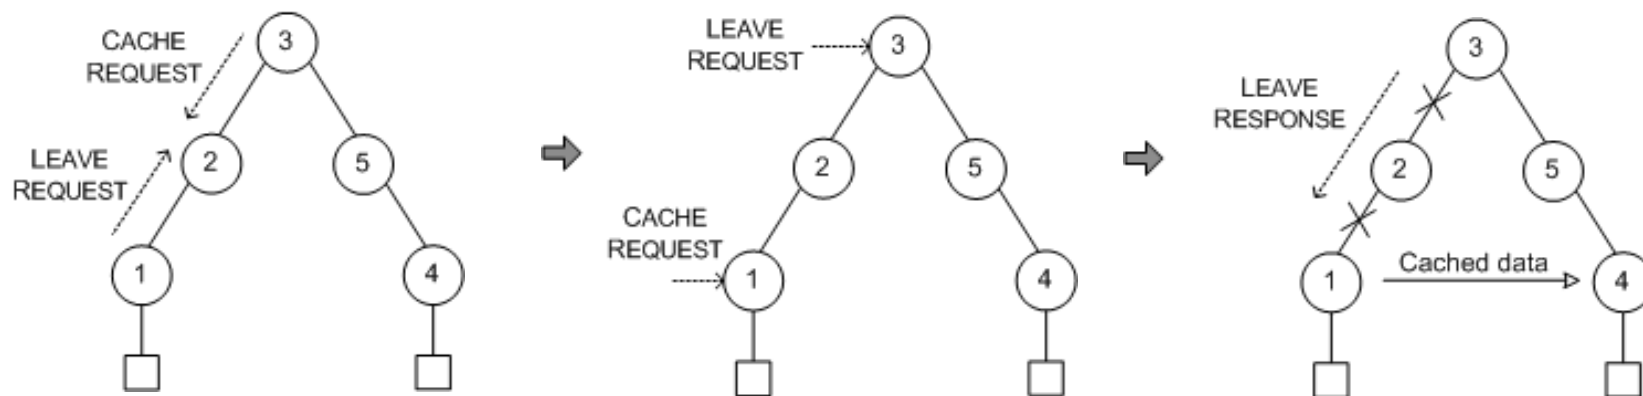 CACHE
REQUEST
3
LEAVE
REQUEST
2
5
1
4
LEAVE
REQUEST
3
2
5
CACHE
REQUEST
1
4
3
LEAVE
RESPONSE
2
5
1
Cached data
4